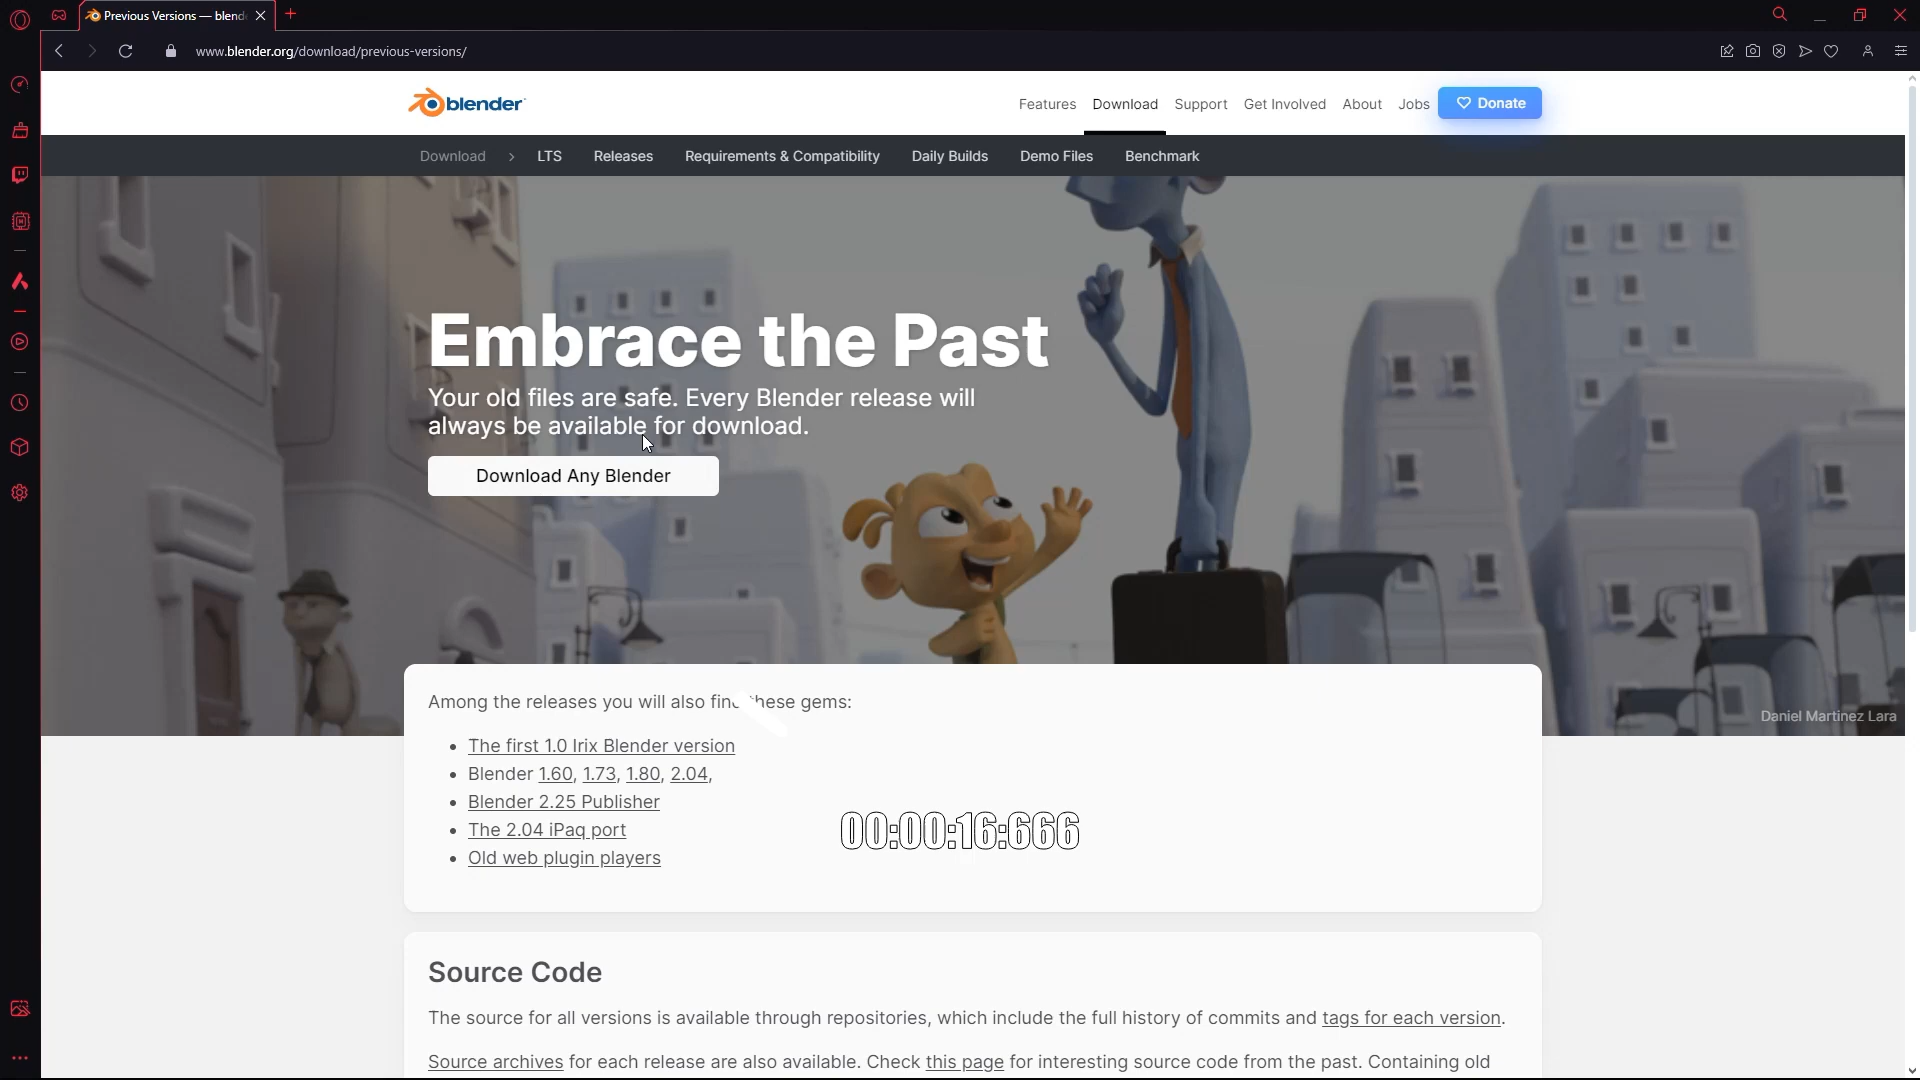 Previous Versions — blend
www.blender.org/download/previous-versions/
blender
Features Download Support Get Involved About Jobs Donate
Download > LTS Releases Requirements & Compatibility Daily Builds Demo Files Benchmark
Embrace the Past
Your old files are safe. Every Blender release will
always be available for download.
Download Any Blender
Daniel Martinez Lara
Among the releases you will also find these gems:
• The first 1.0 Irix Blender version
• Blender 1.60, 1.73, 1.80, 2.04,
• Blender 2.25 Publisher
• The 2.04 iPaq port
• Old web plugin players
00:00:16:666
Source Code
The source for all versions is available through repositories, which include the full history of commits and tags for each version.
Source archives for each release are also available. Check this page for interesting source code from the past. Containing old